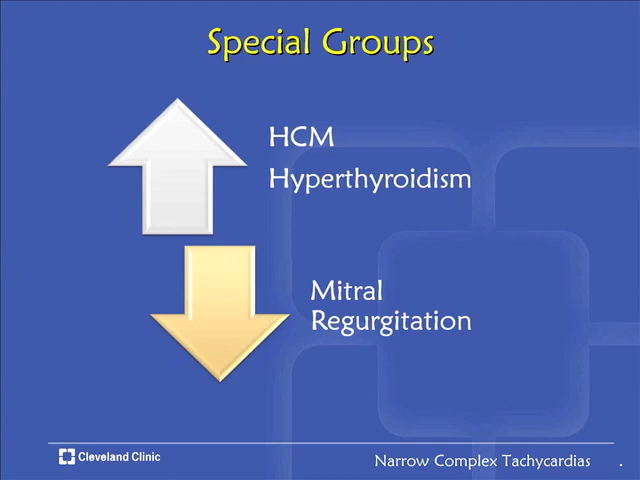 Special Groups
HCM
Hyperthyroidism
Mitral
Regurgitation
Cleveland Clinic
Narrow Complex Tachycardias .